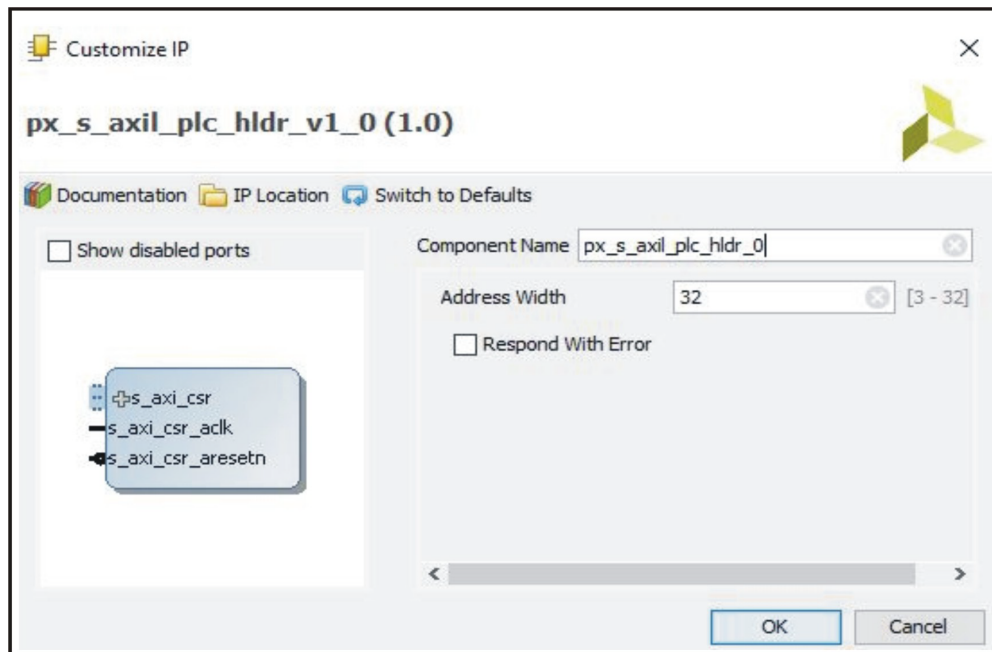 Customize IP
px_s_axil_plc_hldr_v1_0 (1.0)
Documentation IP Location Switch to Defaults
Show disabled ports
s_axi_csr
s_axi_csr_aclk
s_axi_csr_aresetn
Component Name px_s_axil_plc_hldr_0
Address Width 32 [3 - 32]
Respond With Error
OK Cancel